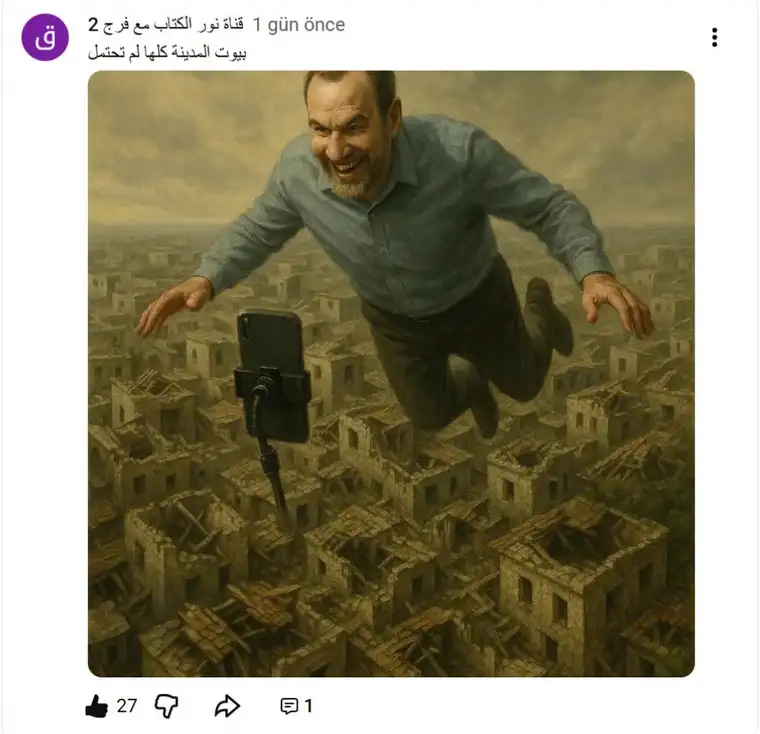 ق
قناة نور الكتاب مع فرج 2 1 gün önce
بيوت المدينة كلها لم تحتمل
27
1